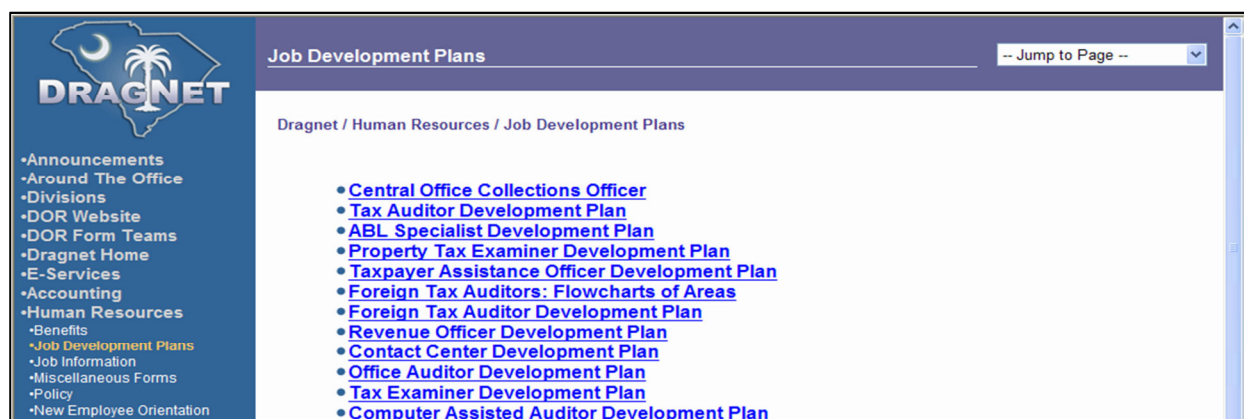 DRAGNET
Job Development Plans
-- Jump to Page --
Dragnet / Human Resources / Job Development Plans
•Announcements
•Around The Office
•Divisions
•DOR Website
•DOR Form Teams
•Dragnet Home
•E-Services
•Accounting
•Human Resources
•Benefits
•Job Development Plans
•Job Information
•Miscellaneous Forms
•Policy
•New Employee Orientation
•Central Office Collections Officer
•Tax Auditor Development Plan
•ABL Specialist Development Plan
•Property Tax Examiner Development Plan
•Taxpayer Assistance Officer Development Plan
•Foreign Tax Auditors: Flowcharts of Areas
•Foreign Tax Auditor Development Plan
•Revenue Officer Development Plan
•Contact Center Development Plan
•Office Auditor Development Plan
•Tax Examiner Development Plan
•Computer Assisted Auditor Development Plan